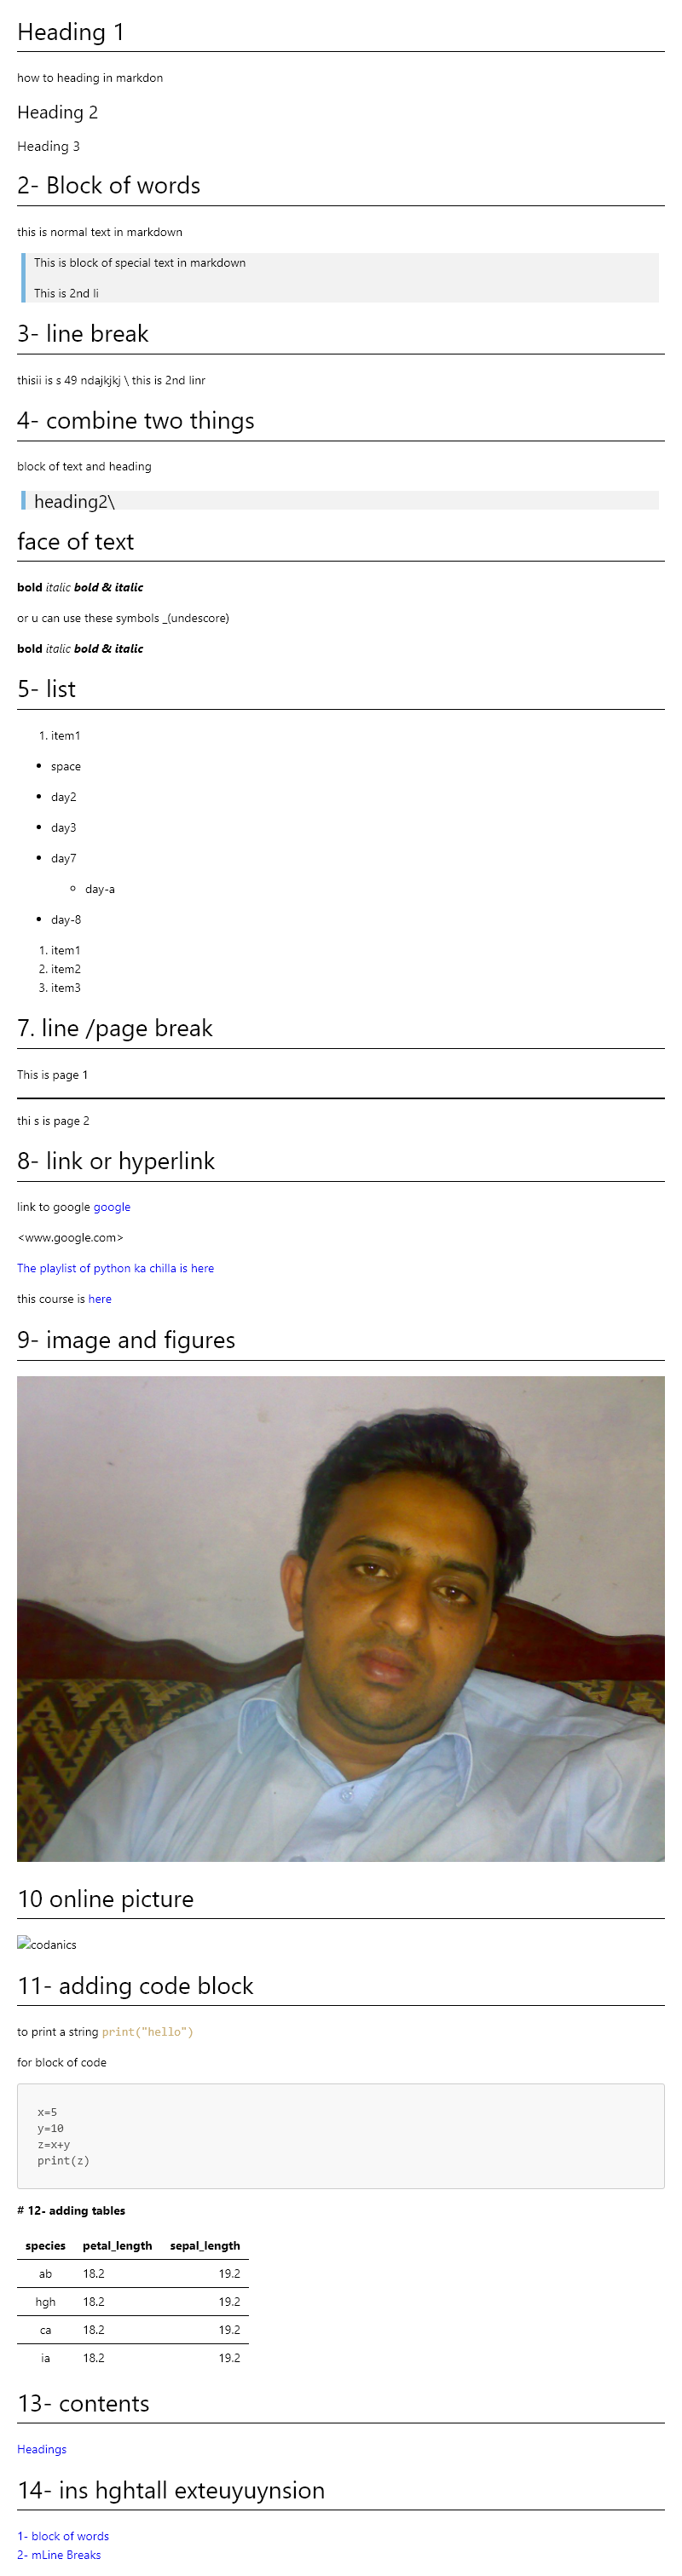 Heading 1
how to heading in markdon
Heading 2
Heading 3
2- Block of words
this is normal text in markdown
This is block of special text in markdown
This is 2nd li
3- line break
thisii is s 49 ndajkjkj \ this is 2nd linr
4- combine two things
block of text and heading
heading2\
face of text
bold italic bold & italic
or u can use these symbols _(undescore)
bold italic bold & italic
5- list
1. item1
• space
• day2
• day3
• day7
◦ day-a
• day-8
1. item1
2. item2
3. item3
7. line /page break
This is page 1
thi s is page 2
8- link or hyperlink
link to google google
<www.google.com>
The playlist of python ka chilla is here
this course is here
9- image and figures
10 online picture
codanics
11- adding code block
to print a string print("hello")
for block of code
x=5
y=10
z=x+y
print(z)
# 12- adding tables
species petal_length sepal_length
ab 18.2 19.2
hgh 18.2 19.2
ca 18.2 19.2
ia 18.2 19.2
13- contents
Headings
14- ins hghtall exteuyuynsion
1- block of words
2- mLine Breaks